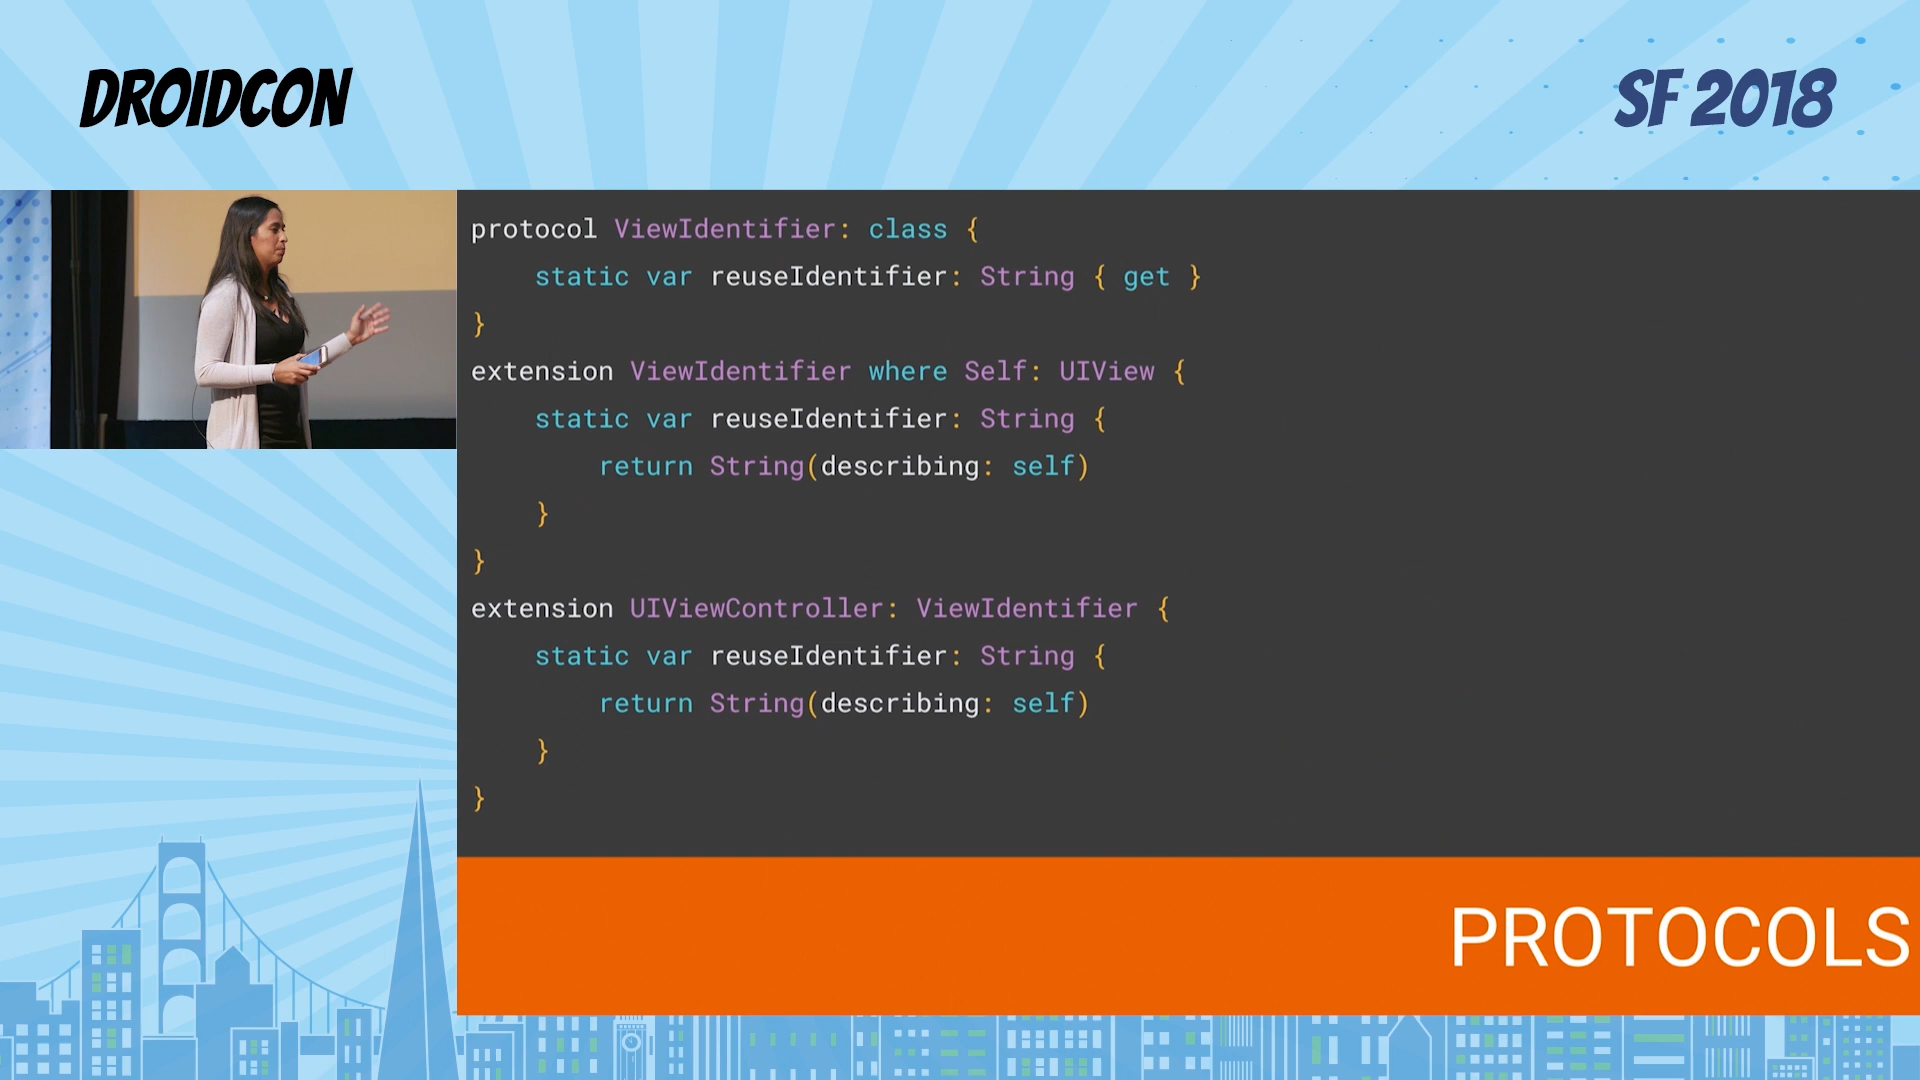 DROIDCON
SF 2018
protocol ViewIdentifier: class {
    static var reuseIdentifier: String { get }
}
extension ViewIdentifier where Self: UIView {
    static var reuseIdentifier: String {
        return String(describing: self)
    }
}
extension UIViewController: ViewIdentifier {
    static var reuseIdentifier: String {
        return String(describing: self)
    }
}
PROTOCOLS